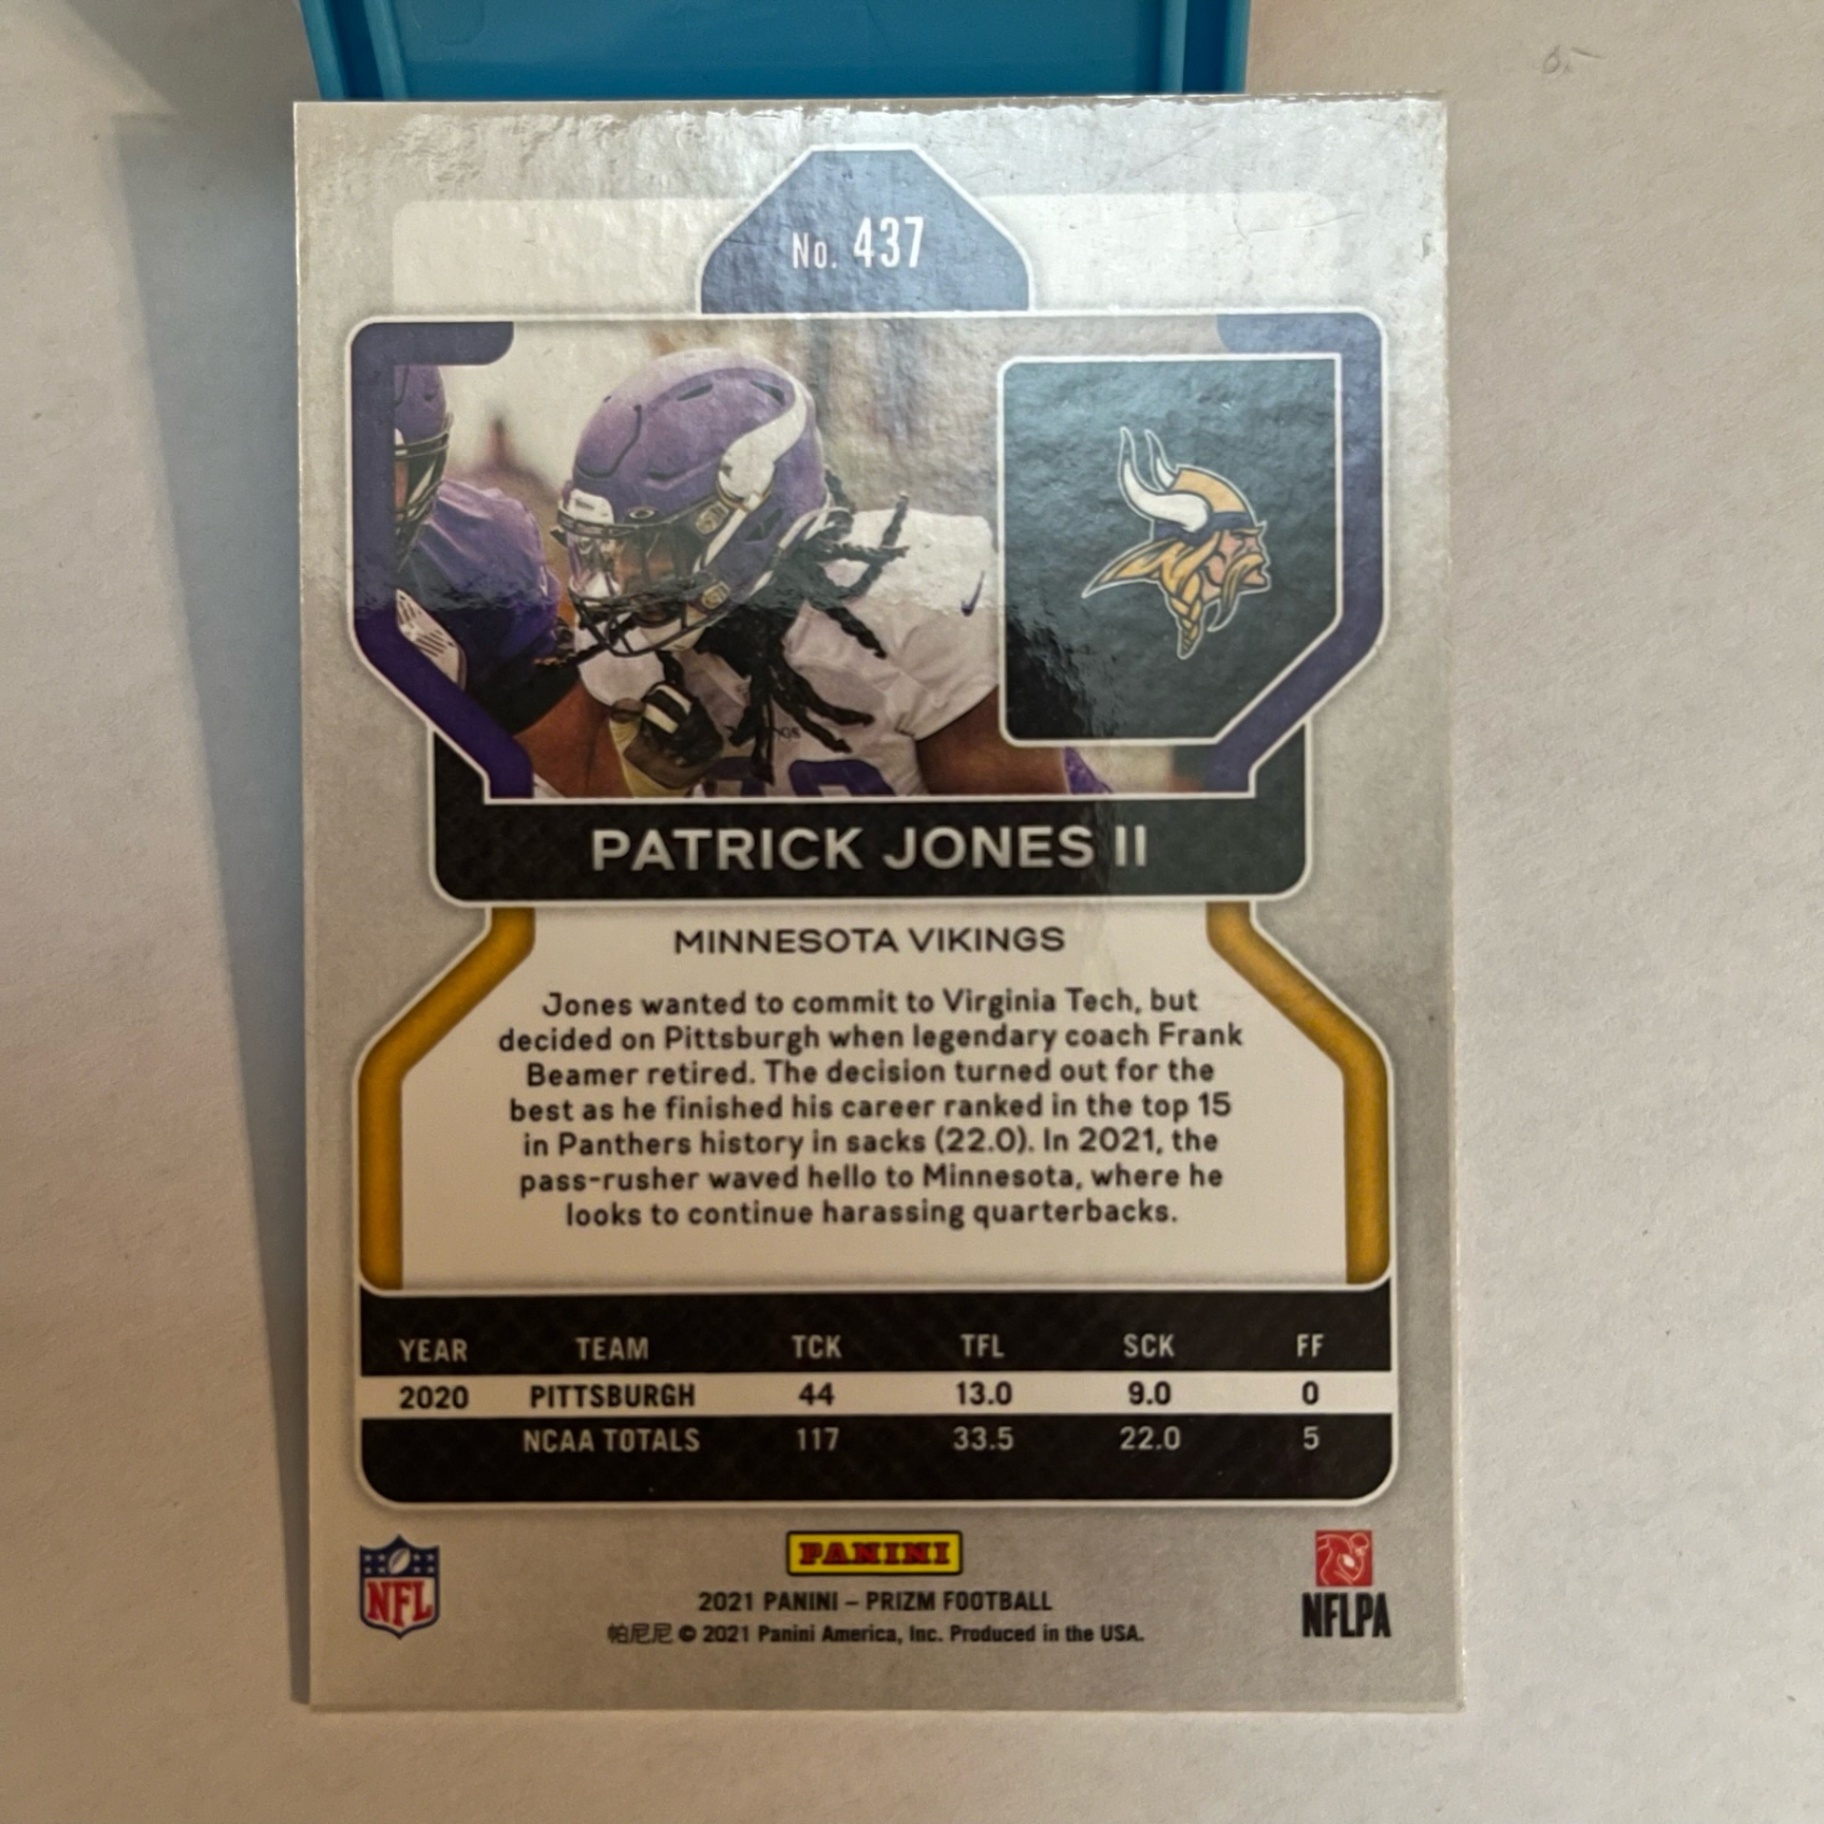 No. 437
PATRICK JONES II
MINNESOTA VIKINGS
Jones wanted to commit to Virginia Tech, but
decided on Pittsburgh when legendary coach Frank
Beamer retired. The decision turned out for the
best as he finished his career ranked in the top 15
in Panthers history in sacks (22.0). In 2021, the
pass-rusher waved hello to Minnesota, where he
looks to continue harassing quarterbacks.
YEAR TEAM TCK TFL SCK FF
2020 PITTSBURGH 44 13.0 9.0 0
NCAA TOTALS 117 33.5 22.0 5
NFL
PANINI
NFLPA
2021 PANINI – PRIZM FOOTBALL
帕尼尼 © 2021 Panini America, Inc. Produced in the USA.